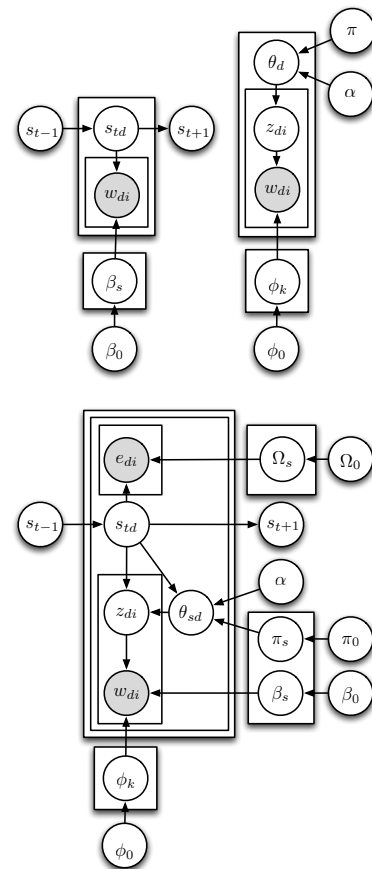 s_{t-1} s_{td} s_{t+1}
w_{di}
β_s
β_0
π
θ_d
α
z_{di}
w_{di}
ϕ_k
ϕ_0
e_{di} Ω_s Ω_0
s_{t-1} s_{td} s_{t+1}
α
z_{di} θ_{sd}
π_s π_0
w_{di} β_s β_0
ϕ_k
ϕ_0